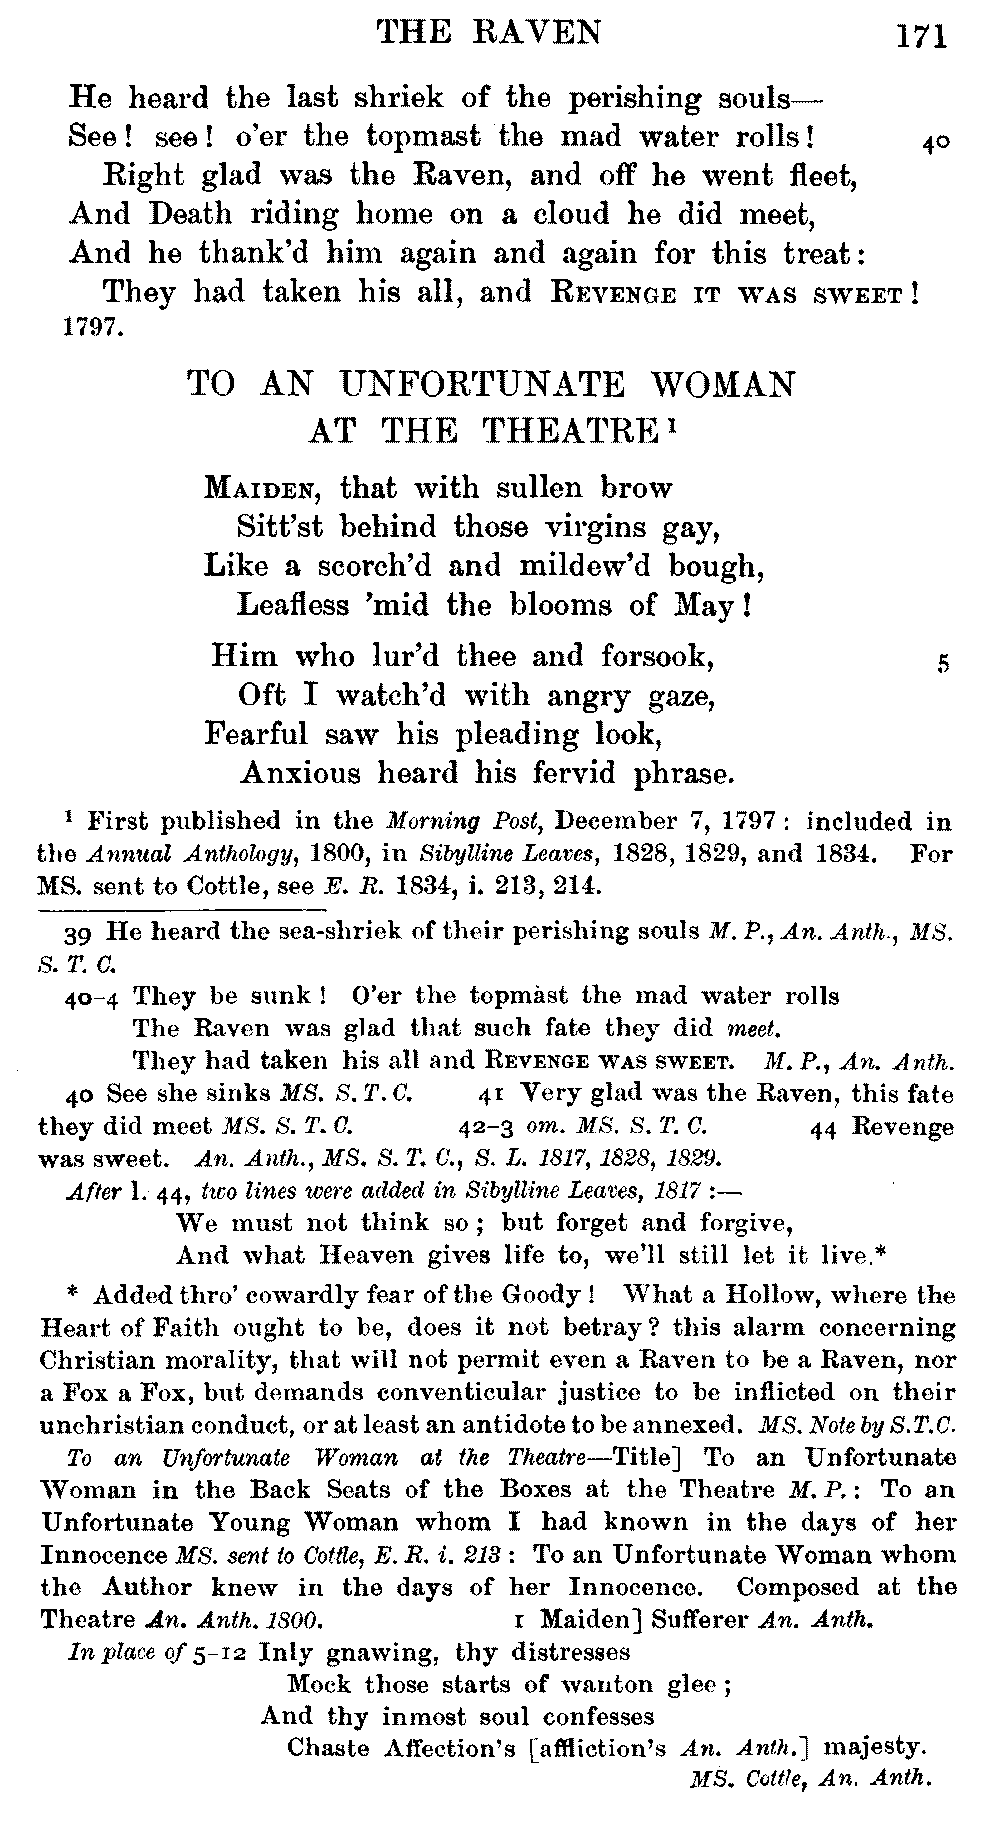 THE RAVEN 171
He heard the last shriek of the perishing souls—
See! see! o'er the topmast the mad water rolls! 40
Right glad was the Raven, and off he went fleet,
And Death riding home on a cloud he did meet,
And he thank'd him again and again for this treat:
They had taken his all, and REVENGE IT WAS SWEET!
1797.
TO AN UNFORTUNATE WOMAN
AT THE THEATRE¹
MAIDEN, that with sullen brow
Sitt'st behind those virgins gay,
Like a scorch'd and mildew'd bough,
Leafless 'mid the blooms of May!
Him who lur'd thee and forsook, 5
Oft I watch'd with angry gaze,
Fearful saw his pleading look,
Anxious heard his fervid phrase.
¹ First published in the Morning Post, December 7, 1797: included in
the Annual Anthology, 1800, in Sibylline Leaves, 1828, 1829, and 1834. For
MS. sent to Cottle, see E. R. 1834, i. 213, 214.
39 He heard the sea-shriek of their perishing souls M. P., An. Anth., MS.
S. T. C.
40-4 They be sunk! O'er the topmast the mad water rolls
The Raven was glad that such fate they did meet.
They had taken his all and REVENGE WAS SWEET. M. P., An. Anth.
40 See she sinks MS. S. T. C. 41 Very glad was the Raven, this fate
they did meet MS. S. T. C. 42-3 om. MS. S. T. C. 44 Revenge
was sweet. An. Anth., MS. S. T. C., S. L. 1817, 1828, 1829.
After l. 44, two lines were added in Sibylline Leaves, 1817:—
We must not think so; but forget and forgive,
And what Heaven gives life to, we'll still let it live.*
* Added thro' cowardly fear of the Goody! What a Hollow, where the
Heart of Faith ought to be, does it not betray? this alarm concerning
Christian morality, that will not permit even a Raven to be a Raven, nor
a Fox a Fox, but demands conventicular justice to be inflicted on their
unchristian conduct, or at least an antidote to be annexed. MS. Note by S.T.C.
To an Unfortunate Woman at the Theatre—Title] To an Unfortunate
Woman in the Back Seats of the Boxes at the Theatre M. P.: To an
Unfortunate Young Woman whom I had known in the days of her
Innocence MS. sent to Cottle, E. R. i. 213: To an Unfortunate Woman whom
the Author knew in the days of her Innocence. Composed at the
Theatre An. Anth. 1800. 1 Maiden] Sufferer An. Anth.
In place of 5-12 Inly gnawing, thy distresses
Mock those starts of wanton glee;
And thy inmost soul confesses
Chaste Affection's [affliction's An. Anth.] majesty.
MS. Cottle, An. Anth.